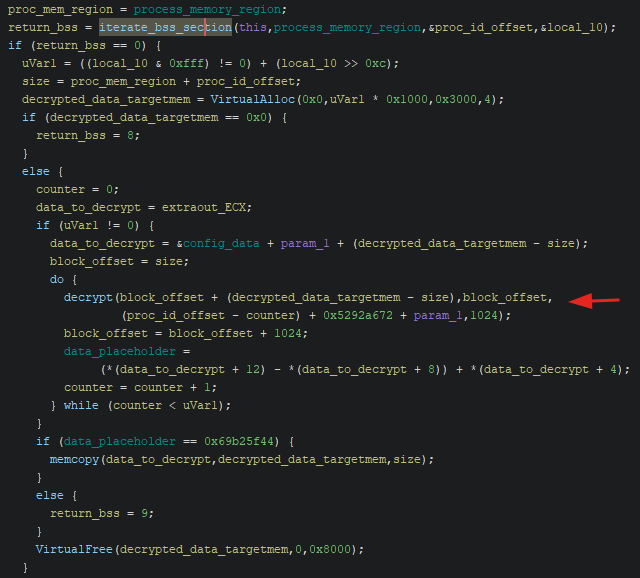 proc_mem_region = process_memory_region;
return_bss = iterate_bss_section(this,process_memory_region,&proc_id_offset,&local_10);
if (return_bss == 0) {
uVar1 = ((local_10 & 0xfff) != 0) + (local_10 >> 0xc);
size = proc_mem_region + proc_id_offset;
decrypted_data_targetmem = VirtualAlloc(0x0,uVar1 * 0x1000,0x3000,4);
if (decrypted_data_targetmem == 0x0) {
return_bss = 8;
}
else {
counter = 0;
data_to_decrypt = extraout_ECX;
if (uVar1 != 0) {
data_to_decrypt = &config_data + param_1 + (decrypted_data_targetmem - size);
block_offset = size;
do {
decrypt(block_offset + (decrypted_data_targetmem - size),block_offset,
(proc_id_offset - counter) + 0x5292a672 + param_1,1024);
block_offset = block_offset + 1024;
data_placeholder =
(*(data_to_decrypt + 12) - *(data_to_decrypt + 8)) + *(data_to_decrypt + 4);
counter = counter + 1;
} while (counter < uVar1);
}
if (data_placeholder == 0x69b25f44) {
memcopy(data_to_decrypt,decrypted_data_targetmem,size);
}
else {
return_bss = 9;
}
VirtualFree(decrypted_data_targetmem,0,0x8000);
}